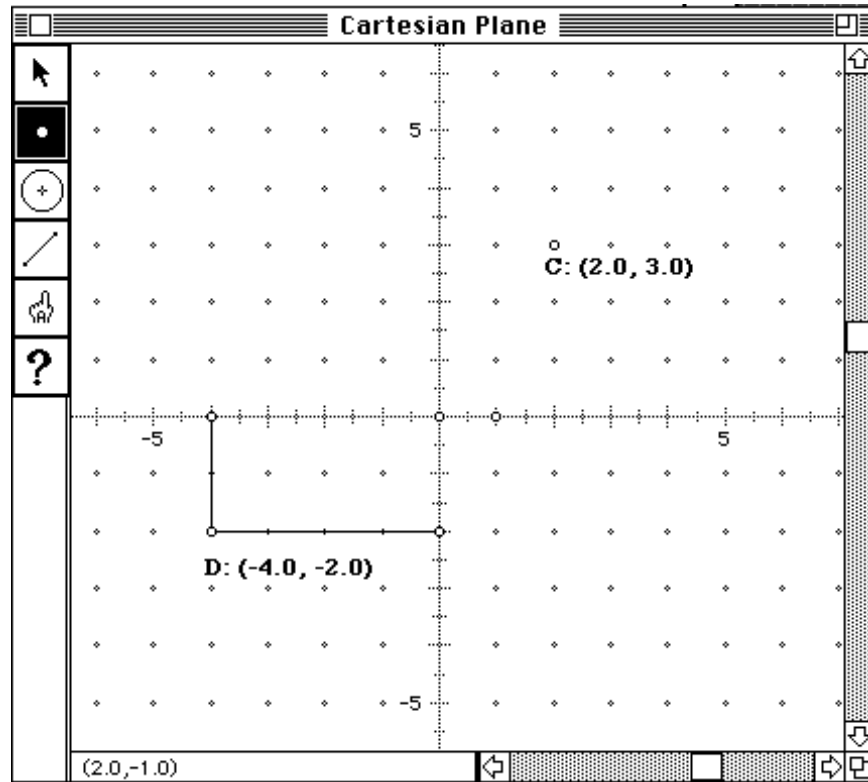 Cartesian Plane
5
C: (2.0, 3.0)
-5
5
D: (-4.0, -2.0)
-5
?
(2.0,-1.0)